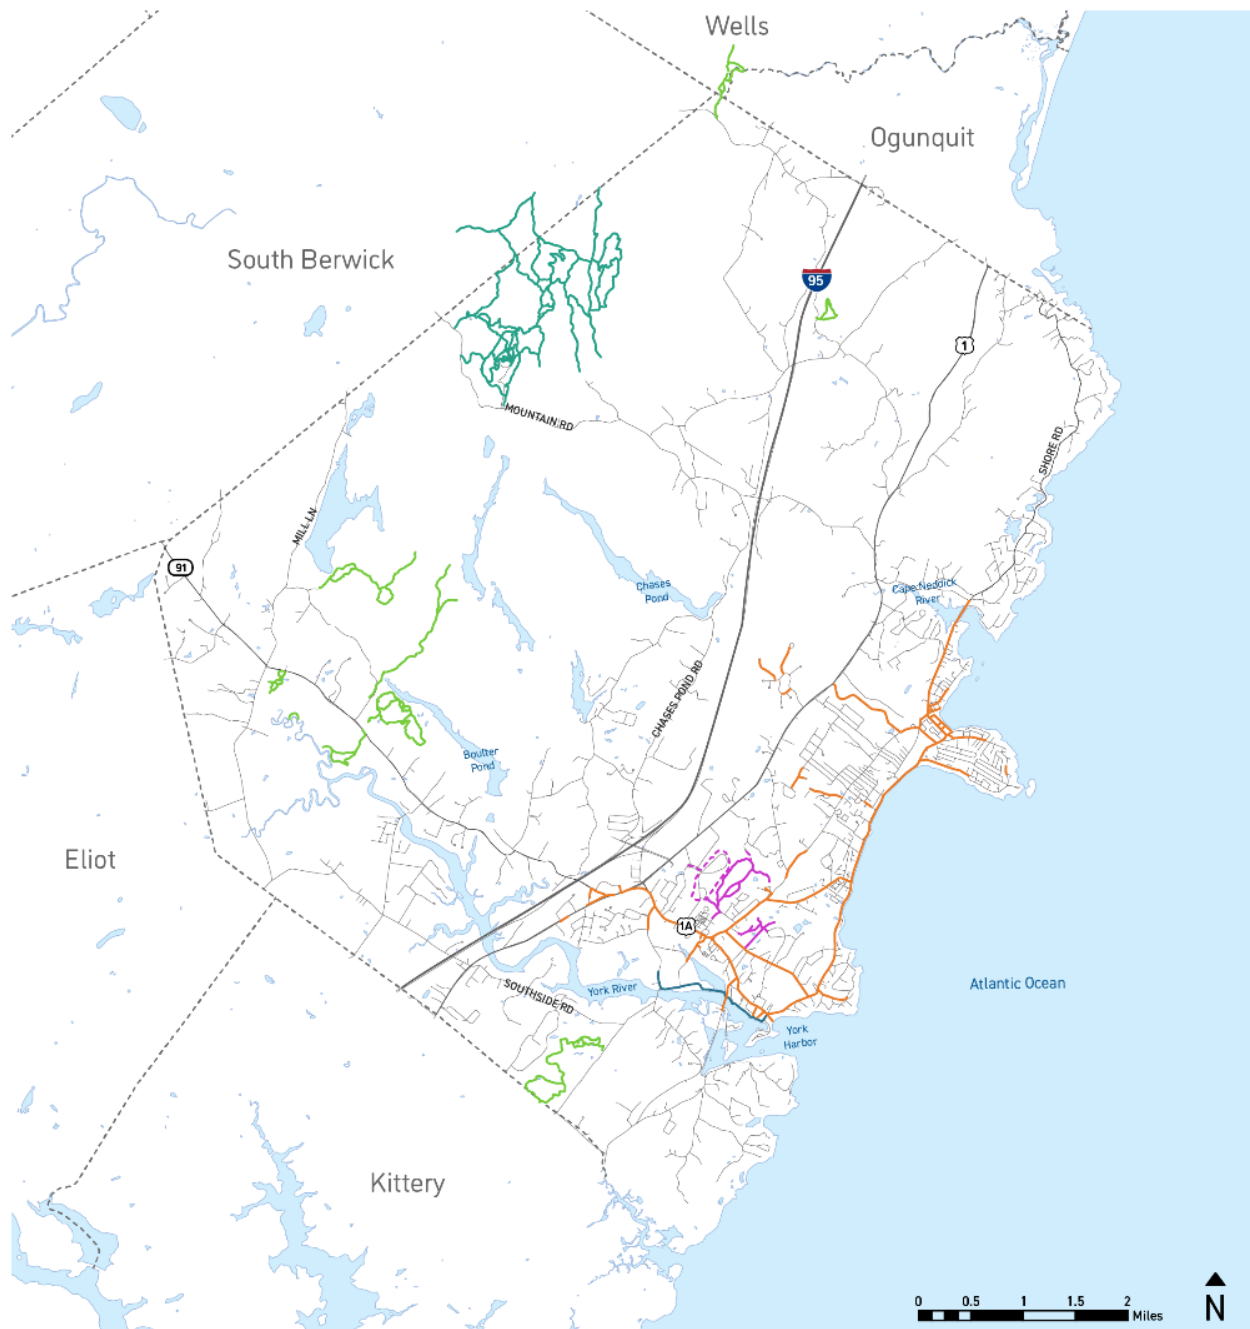 Wells
Ogunquit
South Berwick
95
1
MOUNTAIN RD
SHORE RD
MILL LN
91
Chases
Pond
Cape Neddick
River
CHASES POND RD
Boulter
Pond
Eliot
1A
Atlantic Ocean
York River
SOUTHSIDE RD
York
Harbor
Kittery
0 0.5 1 1.5 2
Miles
N